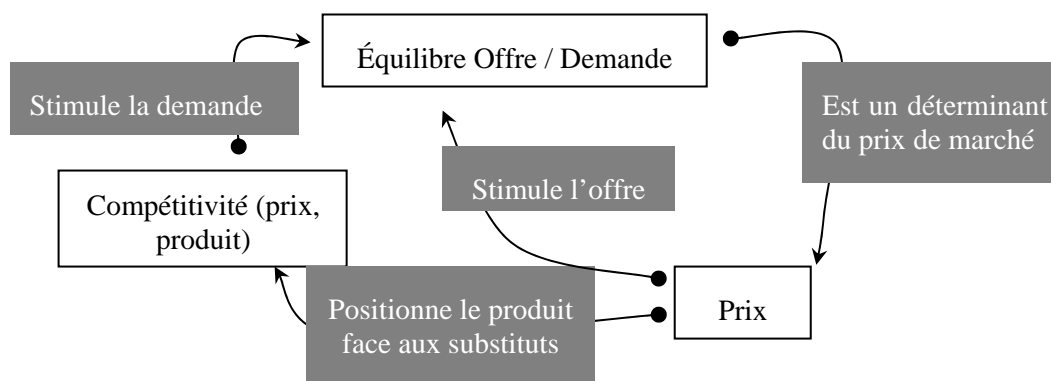 Équilibre Offre / Demande
Stimule la demande
Est un déterminant
du prix de marché
Stimule l’offre
Compétitivité (prix,
produit)
Positionne le produit
face aux substituts
Prix